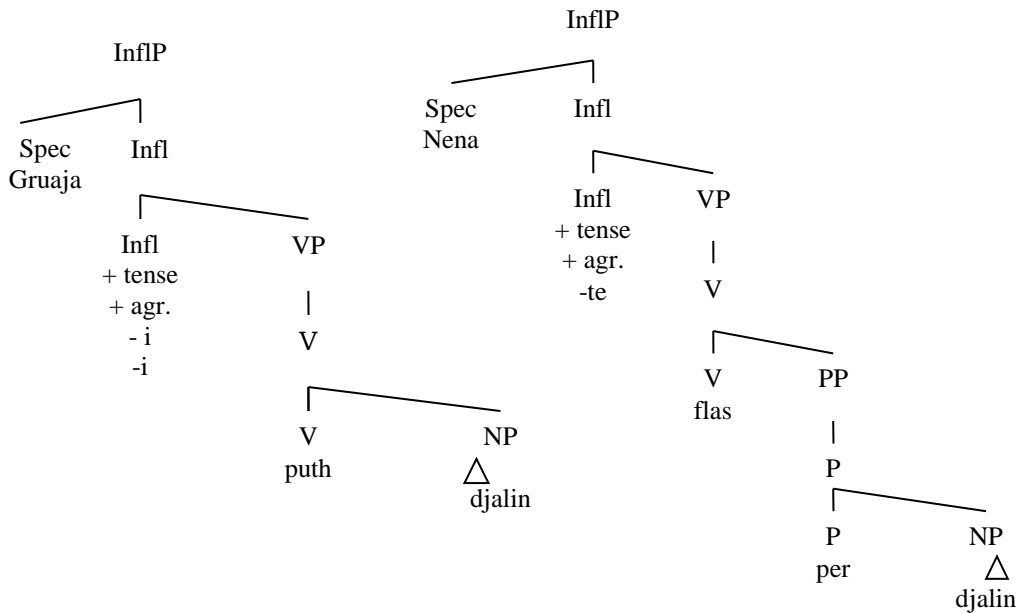 InflP
Spec Infl
Gruaja
Infl VP
+ tense
+ agr.
- i
-i
V
V NP
puth
djalin
InflP
Spec Infl
Nena
Infl VP
+ tense
+ agr.
-te
V
V PP
flas
P
P NP
per
djalin